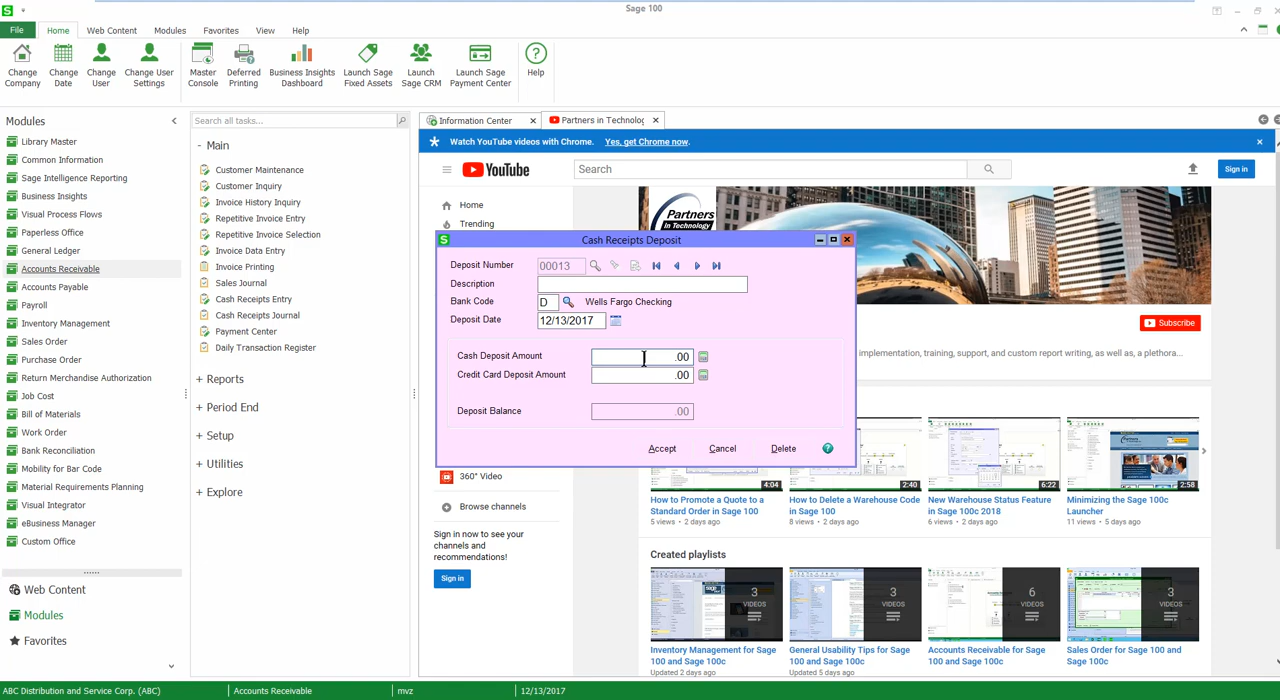 Sage 100
File
Home
Web Content
Modules
Favorites
View
Help
Change Company
Change Date
Change User
Change User Settings
Master Console
Deferred Printing
Business Insights Dashboard
Launch Sage Fixed Assets
Launch Sage CRM
Launch Sage Payment Center
Help
Modules
Library Master
Common Information
Sage Intelligence Reporting
Business Insights
Visual Process Flows
Paperless Office
General Ledger
Accounts Receivable
Accounts Payable
Payroll
Inventory Management
Sales Order
Purchase Order
Return Merchandise Authorization
Job Cost
Bill of Materials
Work Order
Bank Reconciliation
Mobility for Bar Code
Material Requirements Planning
Visual Integrator
eBusiness Manager
Custom Office
Web Content
Modules
Favorites
Search all tasks...
- Main
Customer Maintenance
Customer Inquiry
Invoice History Inquiry
Repetitive Invoice Entry
Repetitive Invoice Selection
Invoice Data Entry
Invoice Printing
Sales Journal
Cash Receipts Entry
Cash Receipts Journal
Payment Center
Daily Transaction Register
+ Reports
+ Period End
+ Setup
+ Utilities
+ Explore
Information Center
Partners in Technolog
Watch YouTube videos with Chrome. Yes, get Chrome now.
YouTube
Search
Sign in
Home
Trending
Partners
In Technology
Cash Receipts Deposit
Deposit Number 00013
Description
Bank Code D Wells Fargo Checking
Deposit Date 12/13/2017
Cash Deposit Amount .00
Credit Card Deposit Amount .00
Deposit Balance .00
Accept
Cancel
Delete
Subscribe
implementation, training, support, and custom report writing, as well as, a plethora...
360° Video
Browse channels
Sign in now to see your
channels and
recommendations!
Sign in
4:04
2:40
6:22
2:58
How to Promote a Quote to a
Standard Order in Sage 100
5 views • 2 days ago
How to Delete a Warehouse Code
in Sage 100
8 views • 2 days ago
New Warehouse Status Feature
in Sage 100c 2018
6 views • 2 days ago
Minimizing the Sage 100c
Launcher
11 views • 5 days ago
Created playlists
3
VIDEOS
3
VIDEOS
6
VIDEOS
3
VIDEOS
Inventory Management for Sage
100 and Sage 100c
Updated 2 days ago
General Usability Tips for Sage
100 and Sage 100c
Updated 5 days ago
Accounts Receivable for Sage
100 and Sage 100c
Sales Order for Sage 100 and
Sage 100c
ABC Distribution and Service Corp. (ABC)
Accounts Receivable
mvz
12/13/2017